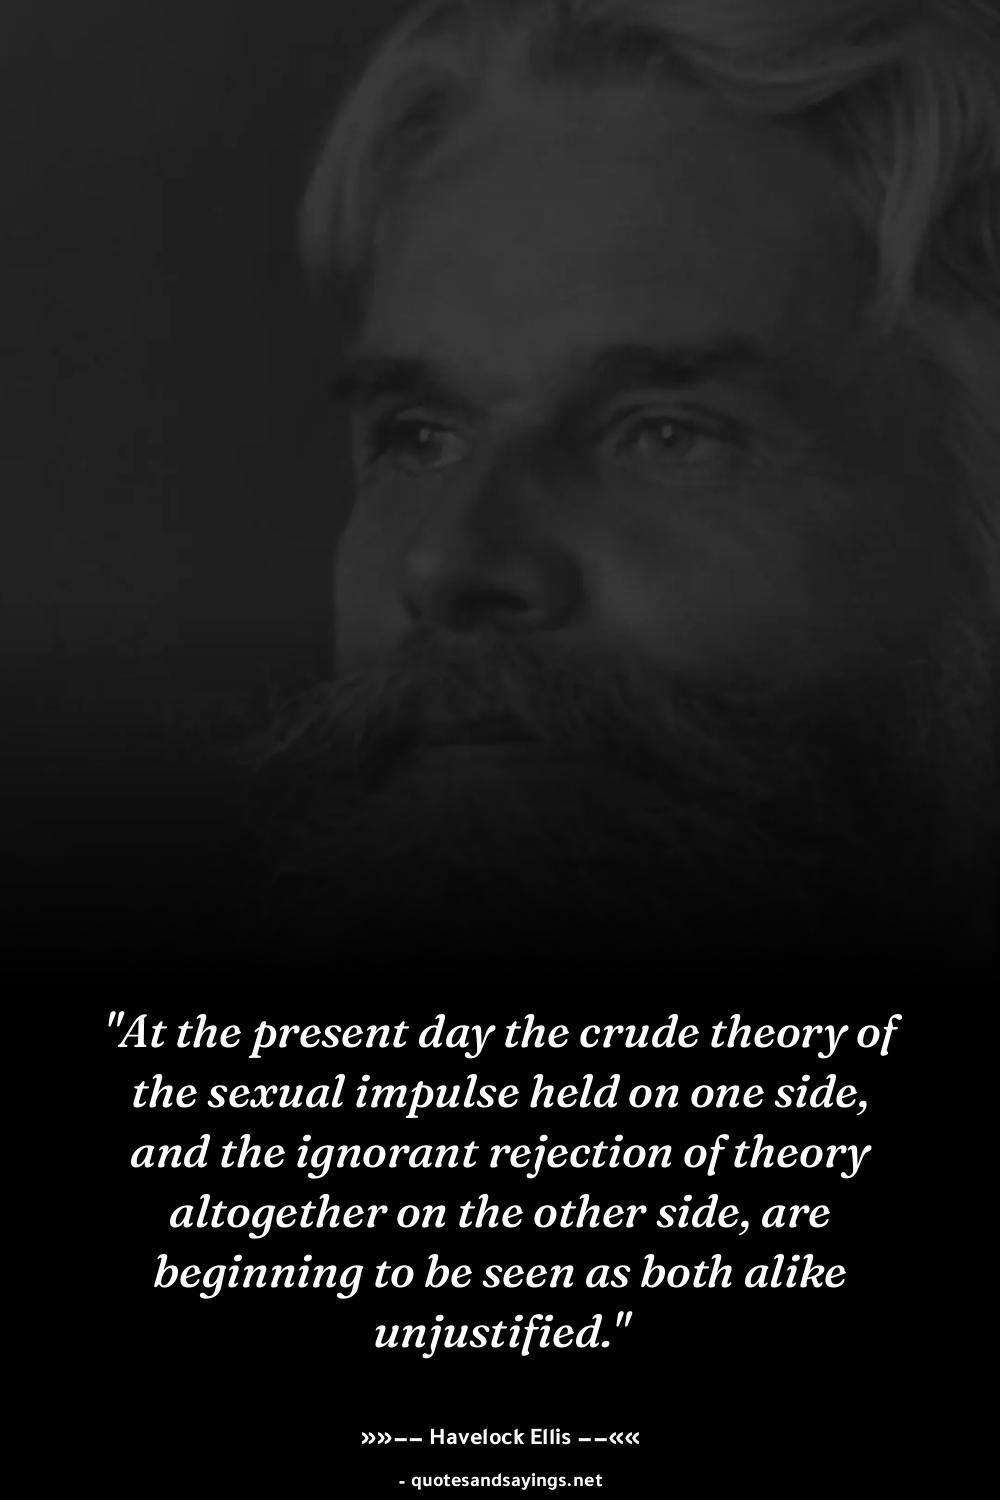 "At the present day the crude theory of
the sexual impulse held on one side,
and the ignorant rejection of theory
altogether on the other side, are
beginning to be seen as both alike
unjustified."
»»−− Havelock Ellis −−««
- quotesandsayings.net